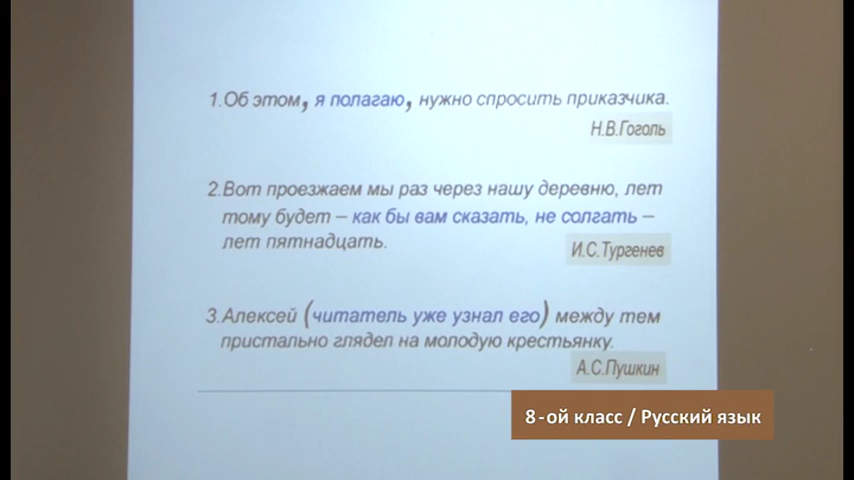 1.Об этом, я полагаю, нужно спросить приказчика.
Н.В.Гоголь
2.Вот проезжаем мы раз через нашу деревню, лет
тому будет – как бы вам сказать, не солгать –
лет пятнадцать.
И.С.Тургенев
3.Алексей (читатель уже узнал его) между тем
пристально глядел на молодую крестьянку.
А.С.Пушкин
8-ой класс / Русский язык